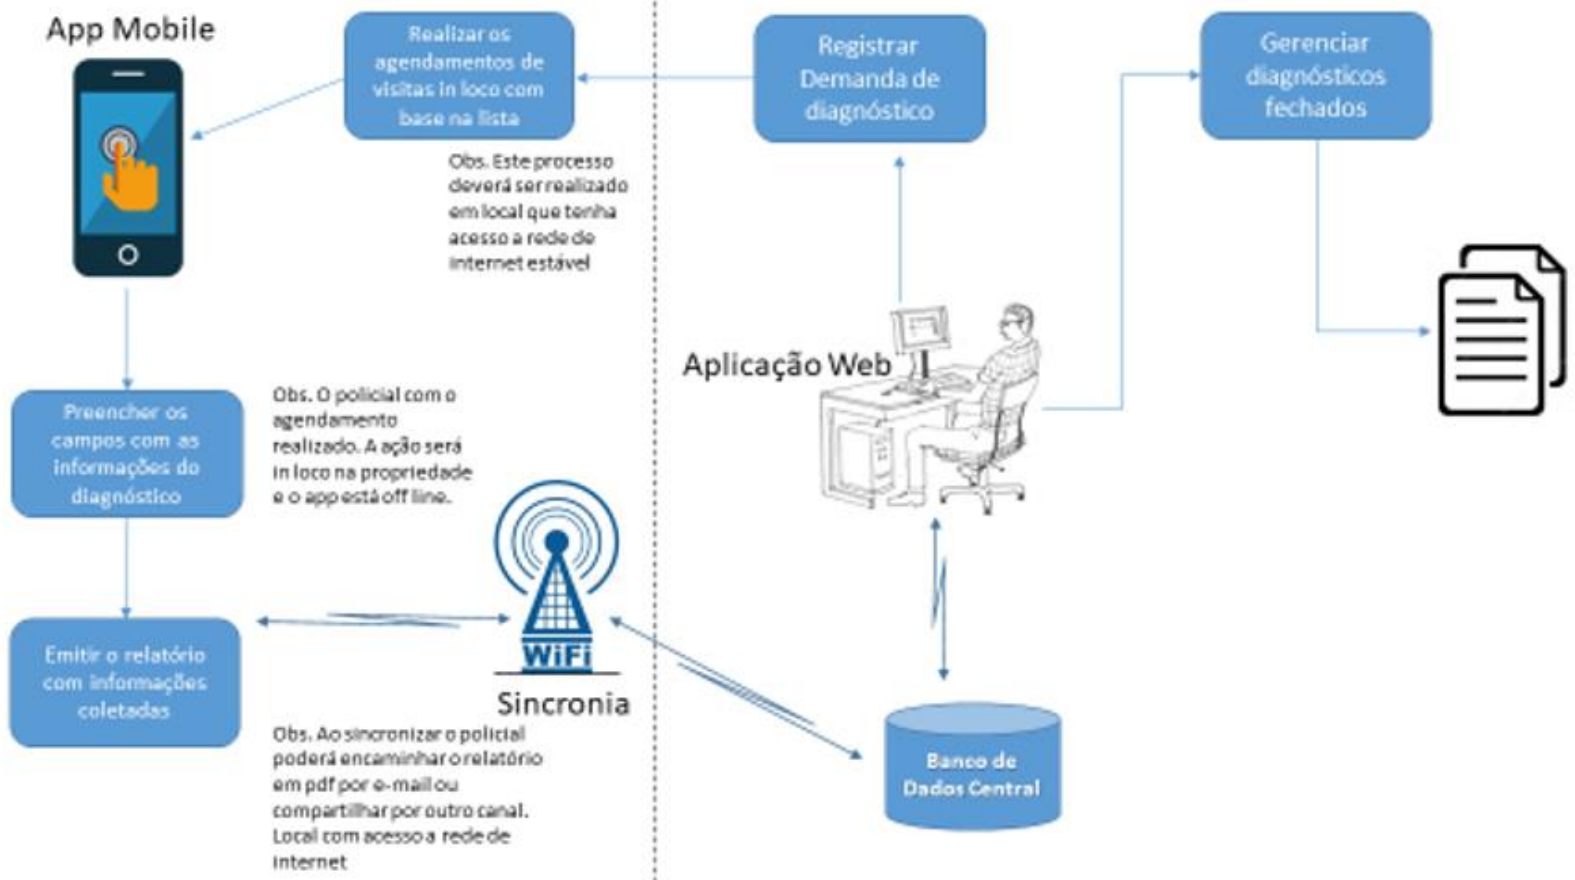 App Mobile
Realizar os
agendamentos de
visitas in loco com
base na lista
Obs. Este processo
deverá ser realizado
em local que tenha
acesso a rede de
internet estável
Registrar
Demanda de
diagnóstico
Gerenciar
diagnósticos
fechados
Aplicação Web
Preencher os
campos com as
informações do
diagnóstico
Obs. O policial com o
agendamento
realizado. A ação será
in loco na propriedade
e o app está off line.
WiFi
Sincronia
Emitir o relatório
com informações
coletadas
Obs. Ao sincronizar o policial
poderá encaminhar o relatório
em pdf por e-mail ou
compartilhar por outro canal.
Local com acesso a rede de
internet
Banco de
Dados Central